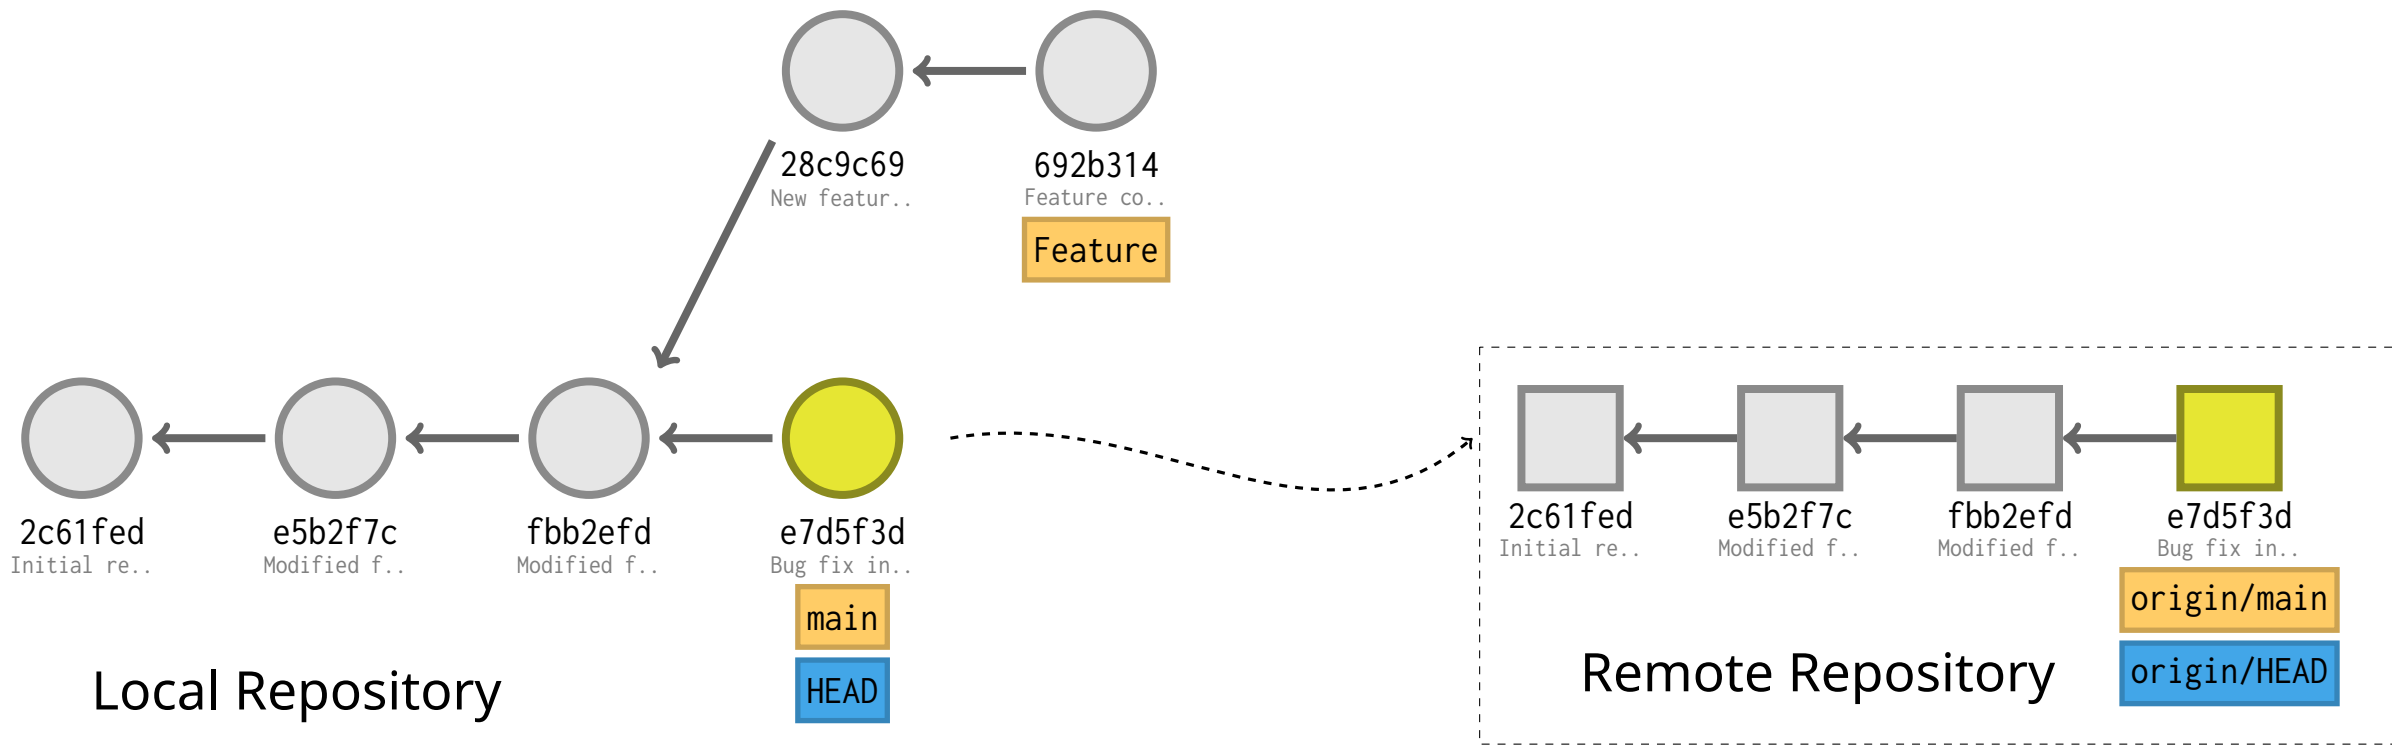 28c9c69
New featur..
692b314
Feature co..
Feature
2c61fed
Initial re..
e5b2f7c
Modified f..
fbb2efd
Modified f..
e7d5f3d
Bug fix in..
main
HEAD
Local Repository
2c61fed
Initial re..
e5b2f7c
Modified f..
fbb2efd
Modified f..
e7d5f3d
Bug fix in..
origin/main
origin/HEAD
Remote Repository